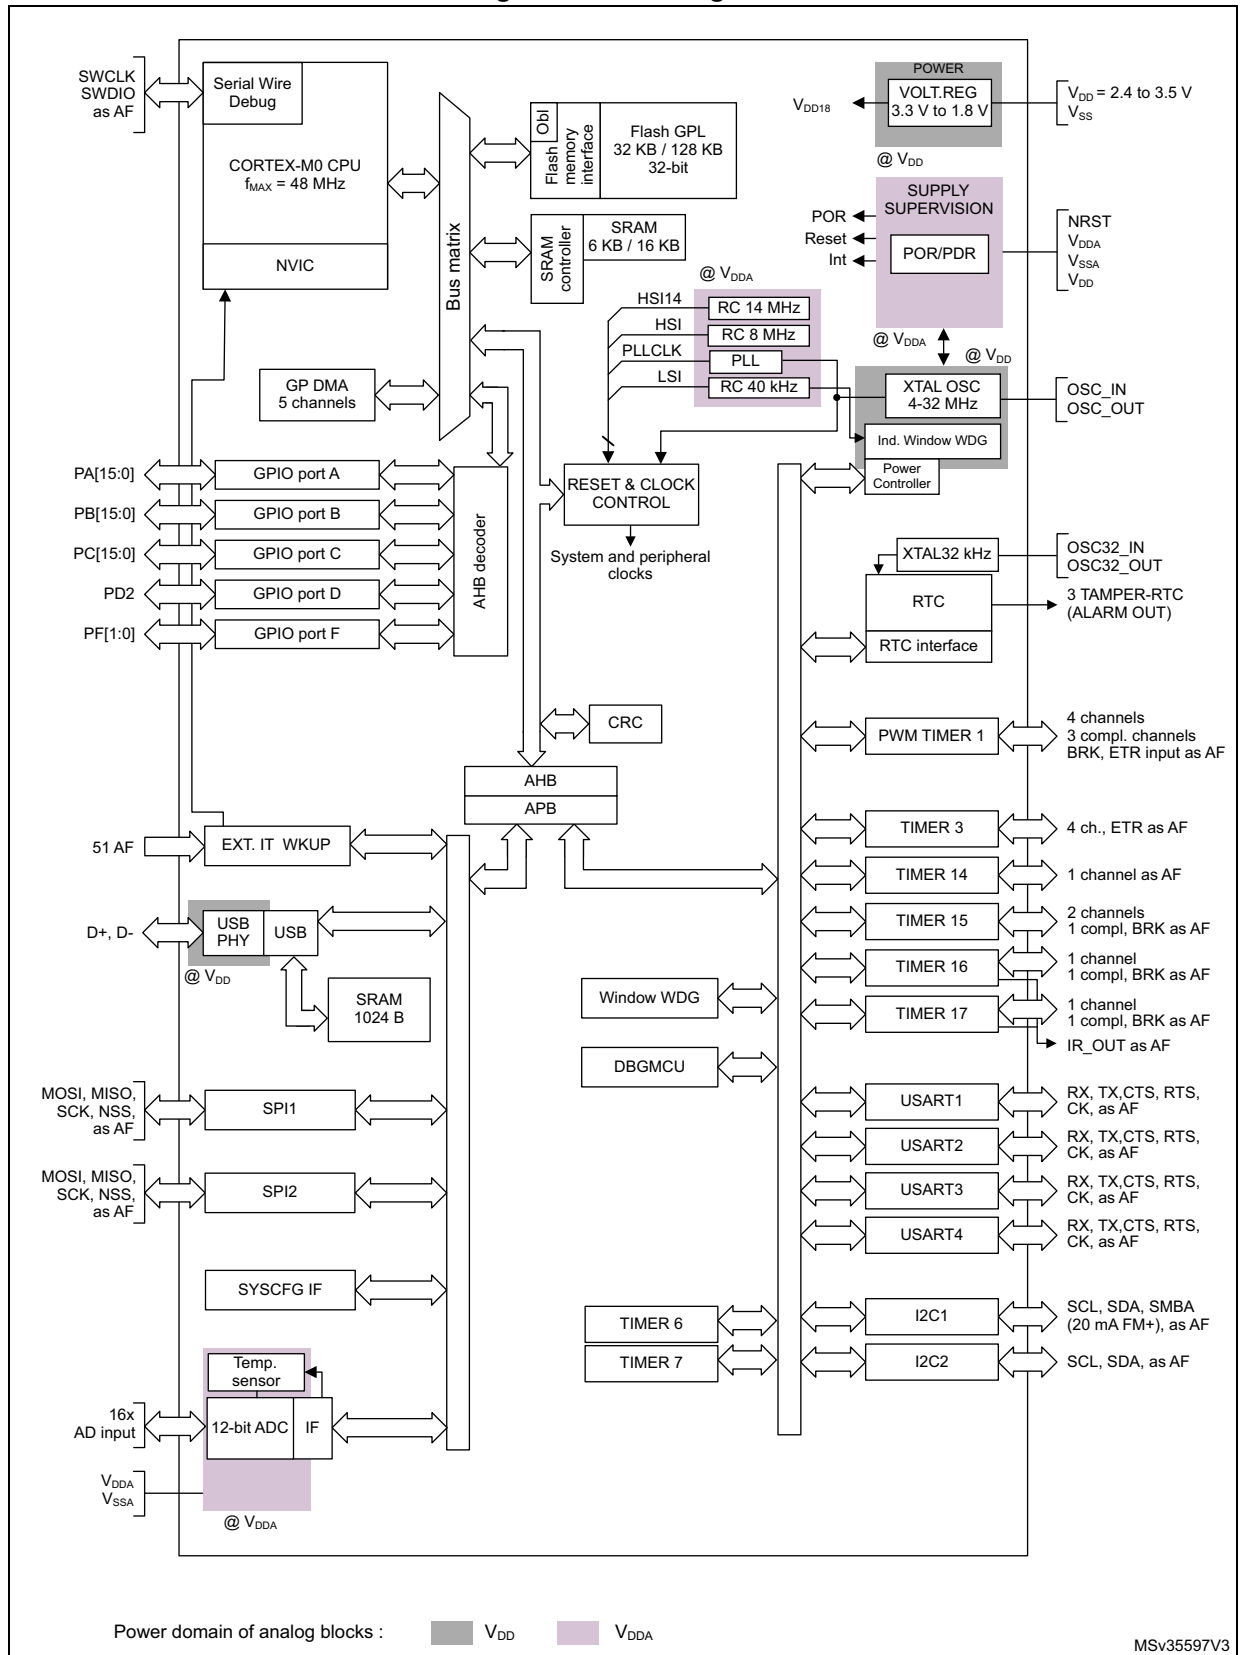 SWCLK
SWDIO
as AF
Serial Wire
Debug
CORTEX-M0 CPU
fMAX = 48 MHz
NVIC
Bus matrix
Obl
Flash
memory
interface
Flash GPL
32 KB / 128 KB
32-bit
SRAM
controller
SRAM
6 KB / 16 KB
POWER
VOLT.REG
3.3 V to 1.8 V
VDD18
VDD = 2.4 to 3.5 V
VSS
@ VDD
SUPPLY
SUPERVISION
POR
Reset
Int
POR/PDR
NRST
VDDA
VSSA
VDD
@ VDDA
@ VDDA
HSI14
RC 14 MHz
HSI
RC 8 MHz
PLLCLK
PLL
LSI
RC 40 kHz
@ VDD
XTAL OSC
4-32 MHz
OSC_IN
OSC_OUT
Ind. Window WDG
Power
Controller
GP DMA
5 channels
PA[15:0]
GPIO port A
PB[15:0]
GPIO port B
PC[15:0]
GPIO port C
PD2
GPIO port D
PF[1:0]
GPIO port F
AHB decoder
RESET & CLOCK
CONTROL
System and peripheral
clocks
XTAL32 kHz
OSC32_IN
OSC32_OUT
RTC
3 TAMPER-RTC
(ALARM OUT)
RTC interface
CRC
AHB
APB
PWM TIMER 1
4 channels
3 compl. channels
BRK, ETR input as AF
51 AF
EXT. IT WKUP
TIMER 3
4 ch., ETR as AF
TIMER 14
1 channel as AF
D+, D-
USB
PHY
USB
@ VDD
SRAM
1024 B
TIMER 15
2 channels
1 compl, BRK as AF
TIMER 16
1 channel
1 compl, BRK as AF
Window WDG
TIMER 17
1 channel
1 compl, BRK as AF
IR_OUT as AF
DBGMCU
MOSI, MISO,
SCK, NSS,
as AF
SPI1
USART1
RX, TX,CTS, RTS,
CK, as AF
USART2
RX, TX,CTS, RTS,
CK, as AF
MOSI, MISO,
SCK, NSS,
as AF
SPI2
USART3
RX, TX,CTS, RTS,
CK, as AF
USART4
RX, TX,CTS, RTS,
CK, as AF
SYSCFG IF
TIMER 6
TIMER 7
I2C1
SCL, SDA, SMBA
(20 mA FM+), as AF
I2C2
SCL, SDA, as AF
Temp.
sensor
16x
AD input
12-bit ADC
IF
VDDA
VSSA
@ VDDA
Power domain of analog blocks :
VDD
VDDA
MSv35597V3